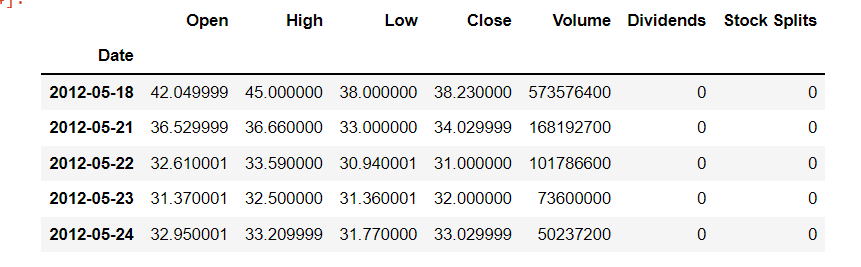 Open High Low Close Volume Dividends Stock Splits
Date
2012-05-18 42.049999 45.000000 38.000000 38.230000 573576400 0 0
2012-05-21 36.529999 36.660000 33.000000 34.029999 168192700 0 0
2012-05-22 32.610001 33.590000 30.940001 31.000000 101786600 0 0
2012-05-23 31.370001 32.500000 31.360001 32.000000 73600000 0 0
2012-05-24 32.950001 33.209999 31.770000 33.029999 50237200 0 0